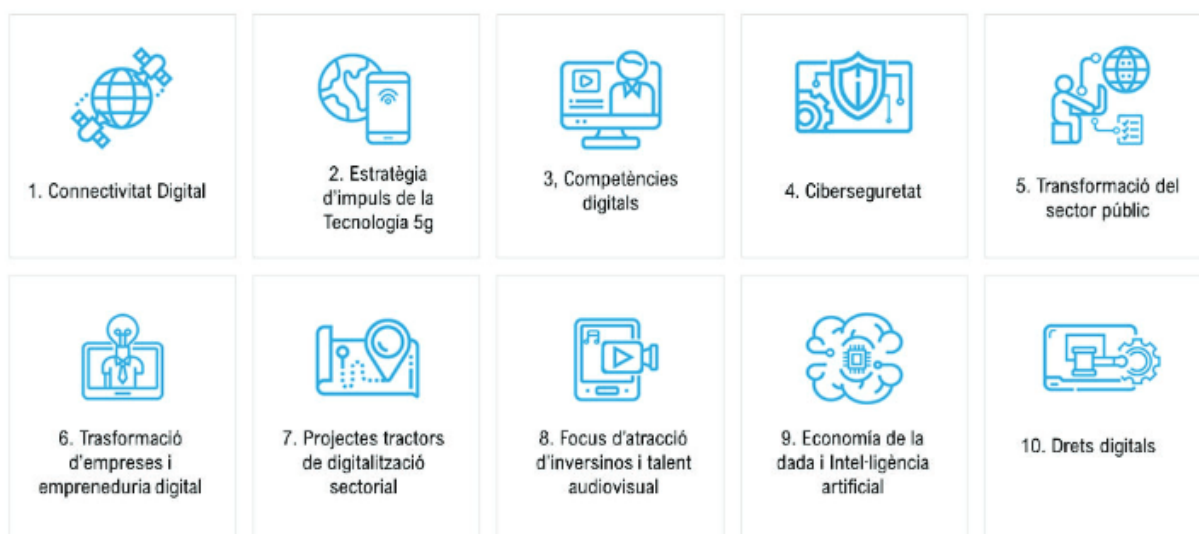 1. Connectivitat Digital
2. Estratègia
d'impuls de la
Tecnología 5g
3, Competències
digitals
4. Ciberseguretat
5. Transformació del
sector públic
6. Trasformació
d'empreses i
empreneduria digital
7. Projectes tractors
de digitalització
sectorial
8. Focus d'atracció
d'inversinos i talent
audiovisual
9. Economía de la
dada i Intel·ligència
artificial
10. Drets digitals